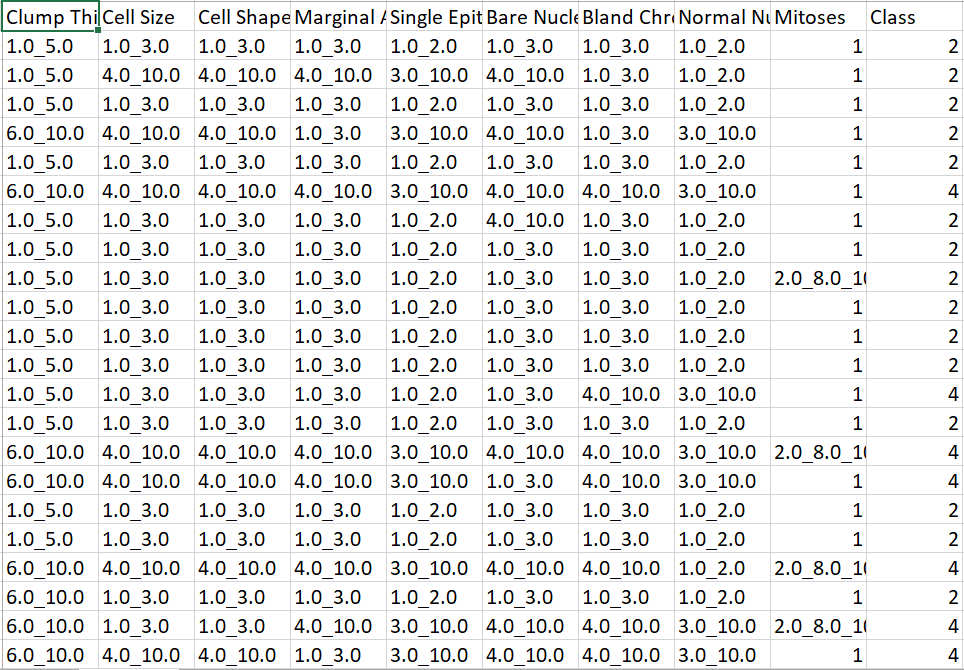 Clump Thi Cell Size Cell Shape Marginal A Single Epit Bare Nucle Bland Chro Normal Nu Mitoses Class
1.0_5.0 1.0_3.0 1.0_3.0 1.0_3.0 1.0_2.0 1.0_3.0 1.0_3.0 1.0_2.0 1 2
1.0_5.0 4.0_10.0 4.0_10.0 4.0_10.0 3.0_10.0 4.0_10.0 1.0_3.0 1.0_2.0 1 2
1.0_5.0 1.0_3.0 1.0_3.0 1.0_3.0 1.0_2.0 1.0_3.0 1.0_3.0 1.0_2.0 1 2
6.0_10.0 4.0_10.0 4.0_10.0 1.0_3.0 3.0_10.0 4.0_10.0 1.0_3.0 3.0_10.0 1 2
1.0_5.0 1.0_3.0 1.0_3.0 1.0_3.0 1.0_2.0 1.0_3.0 1.0_3.0 1.0_2.0 1 2
6.0_10.0 4.0_10.0 4.0_10.0 4.0_10.0 3.0_10.0 4.0_10.0 4.0_10.0 3.0_10.0 1 4
1.0_5.0 1.0_3.0 1.0_3.0 1.0_3.0 1.0_2.0 4.0_10.0 1.0_3.0 1.0_2.0 1 2
1.0_5.0 1.0_3.0 1.0_3.0 1.0_3.0 1.0_2.0 1.0_3.0 1.0_3.0 1.0_2.0 1 2
1.0_5.0 1.0_3.0 1.0_3.0 1.0_3.0 1.0_2.0 1.0_3.0 1.0_3.0 1.0_2.0 2.0_8.0_10 2
1.0_5.0 1.0_3.0 1.0_3.0 1.0_3.0 1.0_2.0 1.0_3.0 1.0_3.0 1.0_2.0 1 2
1.0_5.0 1.0_3.0 1.0_3.0 1.0_3.0 1.0_2.0 1.0_3.0 1.0_3.0 1.0_2.0 1 2
1.0_5.0 1.0_3.0 1.0_3.0 1.0_3.0 1.0_2.0 1.0_3.0 1.0_3.0 1.0_2.0 1 2
1.0_5.0 1.0_3.0 1.0_3.0 1.0_3.0 1.0_2.0 1.0_3.0 4.0_10.0 3.0_10.0 1 4
1.0_5.0 1.0_3.0 1.0_3.0 1.0_3.0 1.0_2.0 1.0_3.0 1.0_3.0 1.0_2.0 1 2
6.0_10.0 4.0_10.0 4.0_10.0 4.0_10.0 3.0_10.0 4.0_10.0 4.0_10.0 3.0_10.0 2.0_8.0_10 4
6.0_10.0 4.0_10.0 4.0_10.0 4.0_10.0 3.0_10.0 1.0_3.0 4.0_10.0 3.0_10.0 1 4
1.0_5.0 1.0_3.0 1.0_3.0 1.0_3.0 1.0_2.0 1.0_3.0 1.0_3.0 1.0_2.0 1 2
1.0_5.0 1.0_3.0 1.0_3.0 1.0_3.0 1.0_2.0 1.0_3.0 1.0_3.0 1.0_2.0 1 2
6.0_10.0 4.0_10.0 4.0_10.0 4.0_10.0 3.0_10.0 4.0_10.0 4.0_10.0 1.0_2.0 2.0_8.0_10 4
6.0_10.0 1.0_3.0 1.0_3.0 1.0_3.0 1.0_2.0 1.0_3.0 1.0_3.0 1.0_2.0 1 2
6.0_10.0 1.0_3.0 1.0_3.0 4.0_10.0 3.0_10.0 4.0_10.0 4.0_10.0 3.0_10.0 2.0_8.0_10 4
6.0_10.0 4.0_10.0 4.0_10.0 1.0_3.0 3.0_10.0 4.0_10.0 4.0_10.0 3.0_10.0 1 4